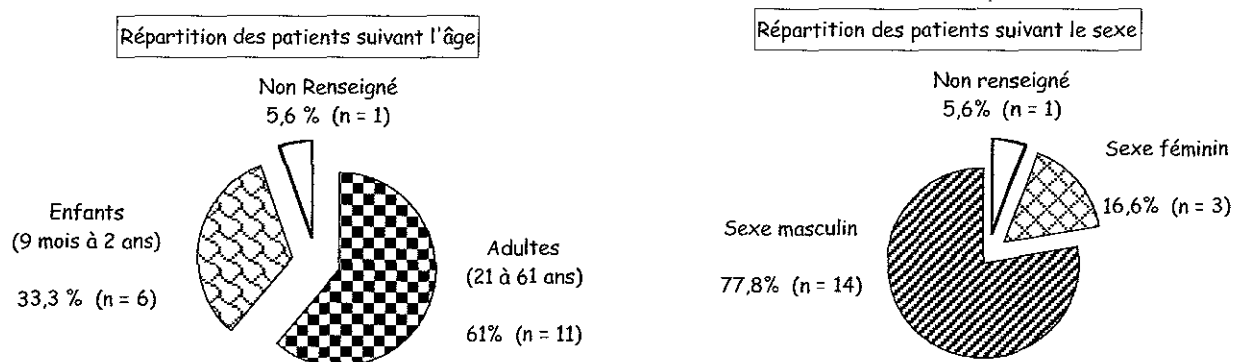 Répartition des patients suivant l'âge
Non Renseigné
5,6 % (n = 1)
Enfants
(9 mois à 2 ans)
33,3 % (n = 6)
Adultes
(21 à 61 ans)
61% (n = 11)
Répartition des patients suivant le sexe
Non renseigné
5,6% (n = 1)
Sexe féminin
16,6% (n = 3)
Sexe masculin
77,8% (n = 14)